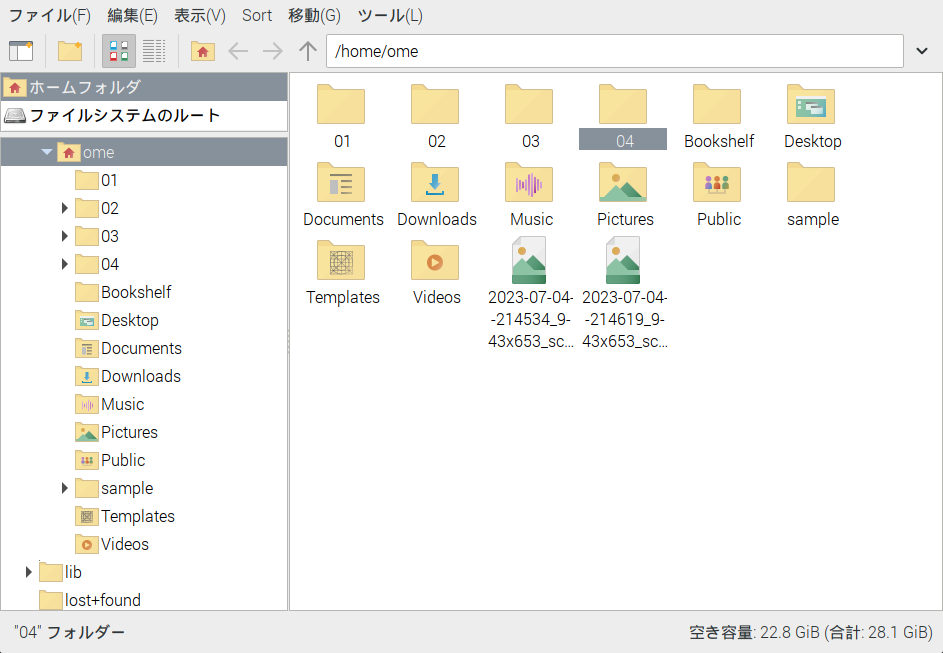 ファイル(F) 編集(E) 表示(V) Sort 移動(G) ツール(L)
/home/ome
ホームフォルダ
ファイルシステムのルート
ome
01
02
03
04
Bookshelf
Desktop
Documents
Downloads
Music
Pictures
Public
sample
Templates
Videos
lib
lost+found
01 02 03 04 Bookshelf Desktop
Documents Downloads Music Pictures Public sample
Templates Videos 2023-07-04- 2023-07-04-
-214534_9- -214619_9-
43x653_sc... 43x653_sc...
"04" フォルダー 空き容量: 22.8 GiB (合計: 28.1 GiB)